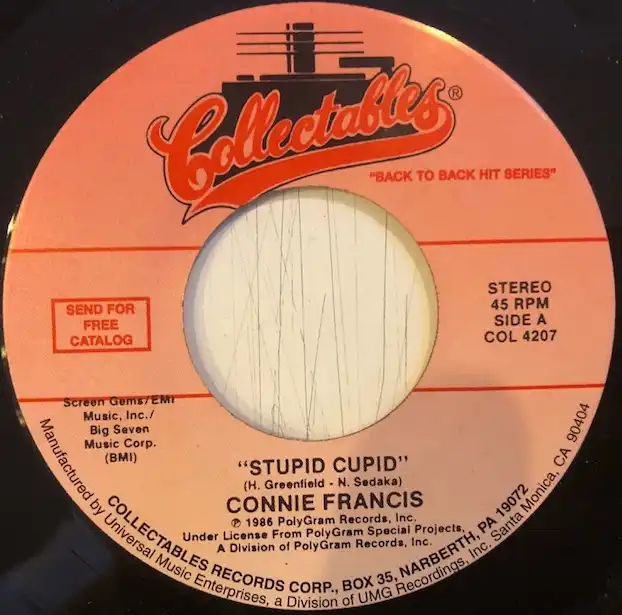 Collectables®
"BACK TO BACK HIT SERIES"
SEND FOR
FREE
CATALOG
STEREO
45 RPM
SIDE A
COL 4207
Screen Gems/EMI
Music, Inc./
Big Seven
Music Corp.
(BMI)
"STUPID CUPID"
(H. Greenfield - N. Sedaka)
CONNIE FRANCIS
℗ 1986 PolyGram Records, Inc.
Under License From PolyGram Special Projects,
A Division of PolyGram Records, Inc.
COLLECTABLES RECORDS CORP., BOX 35, NARBERTH, PA 19072
Manufactured by Universal Music Enterprises, a Division of UMG Recordings, Inc. Santa Monica, CA 90404